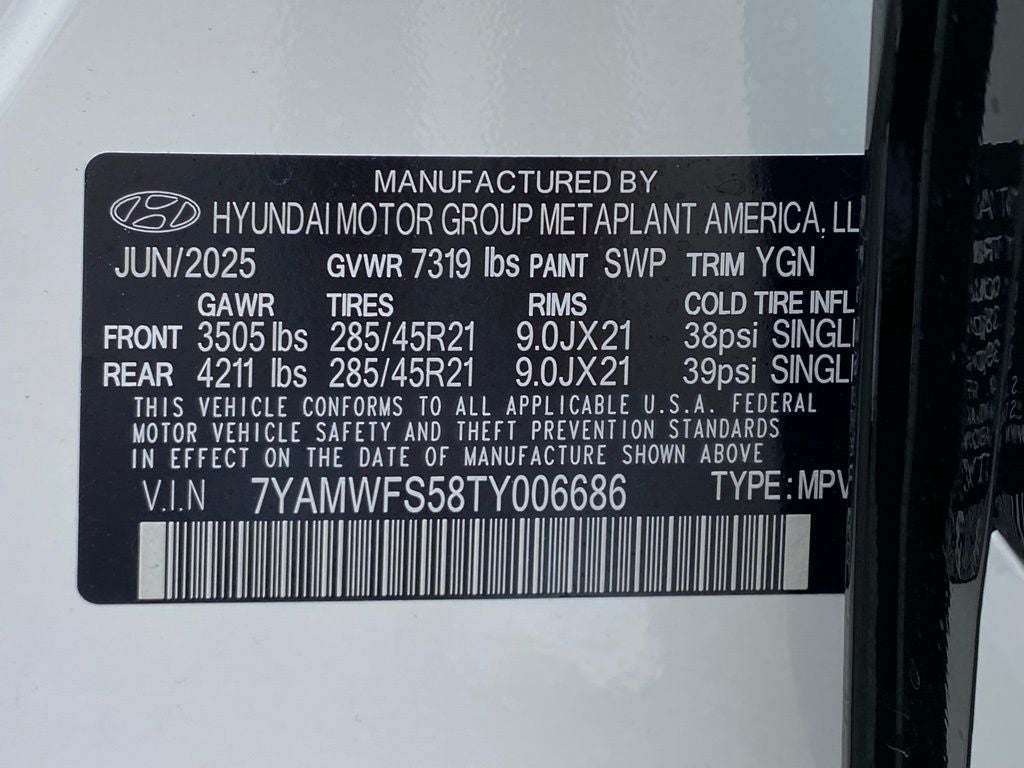 MANUFACTURED BY
HYUNDAI MOTOR GROUP METAPLANT AMERICA, LL
JUN/2025 GVWR 7319 lbs PAINT SWP TRIM YGN
GAWR TIRES RIMS COLD TIRE INFL
FRONT 3505 lbs 285/45R21 9.0JX21 38psi SINGL
REAR 4211 lbs 285/45R21 9.0JX21 39psi SINGL
THIS VEHICLE CONFORMS TO ALL APPLICABLE U.S.A. FEDERAL
MOTOR VEHICLE SAFETY AND THEFT PREVENTION STANDARDS
IN EFFECT ON THE DATE OF MANUFACTURE SHOWN ABOVE
V.I.N 7YAMWFS58TY006686 TYPE: MPV